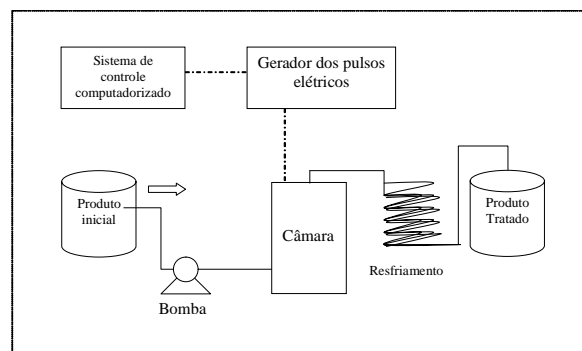 Sistema de
controle
computadorizado
Gerador dos pulsos
elétricos
Produto
inicial
Câmara
Produto
Tratado
Resfriamento
Bomba